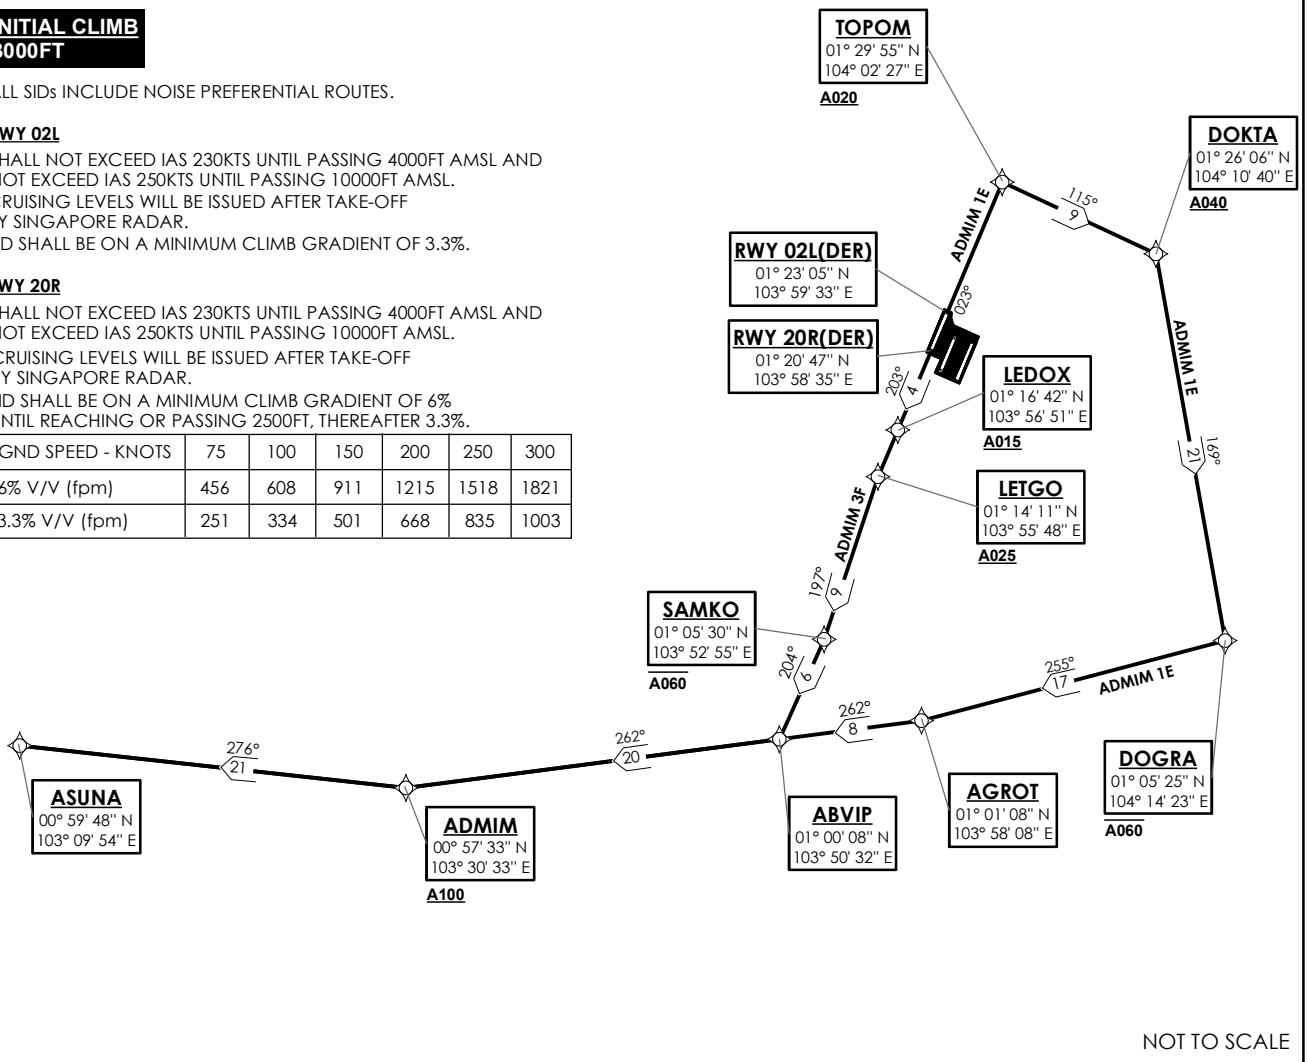 NITIAL CLIMB
3000FT
ALL SIDs INCLUDE NOISE PREFERENTIAL ROUTES.
WY 02L
HALL NOT EXCEED IAS 230KTS UNTIL PASSING 4000FT AMSL AND
NOT EXCEED IAS 250KTS UNTIL PASSING 10000FT AMSL.
CRUISING LEVELS WILL BE ISSUED AFTER TAKE-OFF
Y SINGAPORE RADAR.
ND SHALL BE ON A MINIMUM CLIMB GRADIENT OF 3.3%.
WY 20R
HALL NOT EXCEED IAS 230KTS UNTIL PASSING 4000FT AMSL AND
NOT EXCEED IAS 250KTS UNTIL PASSING 10000FT AMSL.
CRUISING LEVELS WILL BE ISSUED AFTER TAKE-OFF
Y SINGAPORE RADAR.
ND SHALL BE ON A MINIMUM CLIMB GRADIENT OF 6%
NTIL REACHING OR PASSING 2500FT, THEREAFTER 3.3%.
GND SPEED - KNOTS 75 100 150 200 250 300
6% V/V (fpm) 456 608 911 1215 1518 1821
3.3% V/V (fpm) 251 334 501 668 835 1003
TOPOM
01° 29' 55" N
104° 02' 27" E
A020
DOKTA
01° 26' 06" N
104° 10' 40" E
A040
115°
9
ADMIM 1E
RWY 02L(DER)
01° 23' 05" N
103° 59' 33" E
023°
RWY 20R(DER)
01° 20' 47" N
103° 58' 35" E
203°
4
LEDOX
01° 16' 42" N
103° 56' 51" E
A015
ADMIM 1E
169°
21
LETGO
01° 14' 11" N
103° 55' 48" E
A025
ADMIM 3F
197°
9
SAMKO
01° 05' 30" N
103° 52' 55" E
A060
204°
6
255°
17
ADMIM 1E
262°
8
262°
20
276°
21
DOGRA
01° 05' 25" N
104° 14' 23" E
A060
AGROT
01° 01' 08" N
103° 58' 08" E
ABVIP
01° 00' 08" N
103° 50' 32" E
ADMIM
00° 57' 33" N
103° 30' 33" E
A100
ASUNA
00° 59' 48" N
103° 09' 54" E
NOT TO SCALE